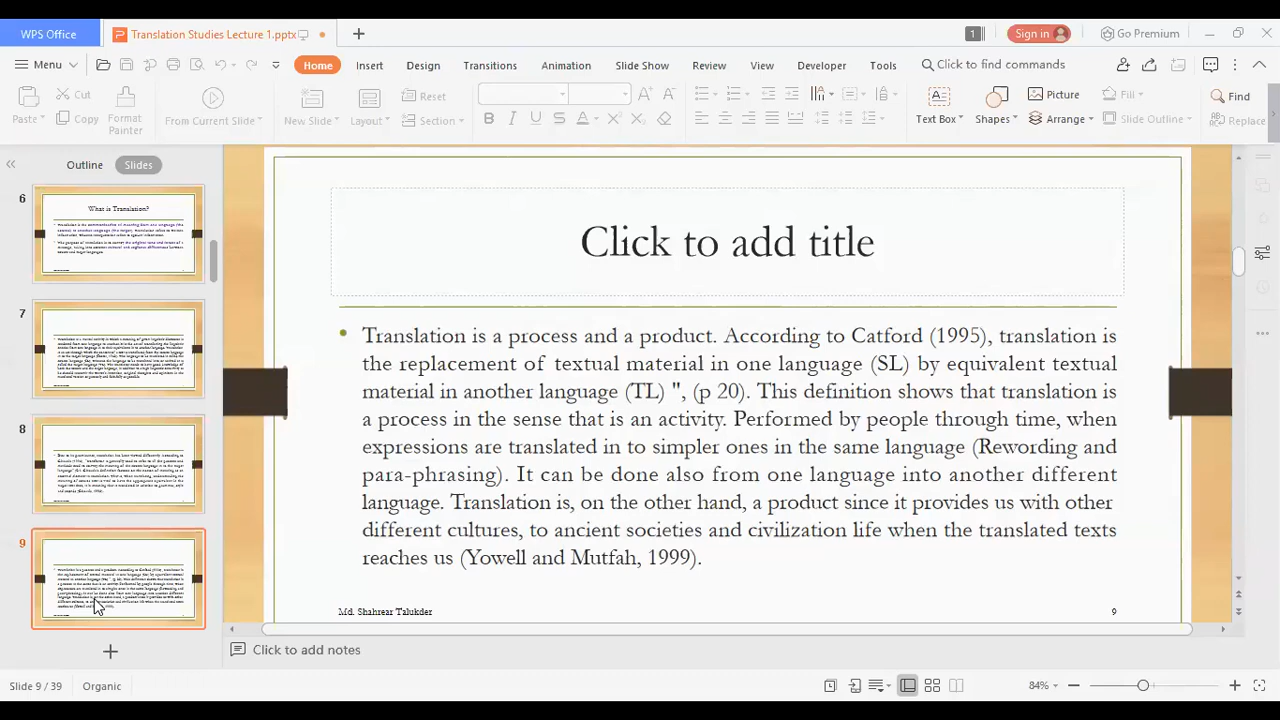 WPS Office
Translation Studies Lecture 1.pptx
1
Sign in
Go Premium
Menu
Home
Insert
Design
Transitions
Animation
Slide Show
Review
View
Developer
Tools
Click to find commands
Cut
Copy
Format
Painter
From Current Slide
New Slide
Reset
Layout
Section
B I U S A
Text Box
Shapes
Picture
Arrange
Fill
Slide Outline
Find
Replace
Outline
Slides
6
What is Translation?
7
8
9
Click to add title
Translation is a process and a product. According to Catford (1995), translation is
the replacement of textual material in one language (SL) by equivalent textual
material in another language (TL) ", (p 20). This definition shows that translation is
a process in the sense that is an activity. Performed by people through time, when
expressions are translated in to simpler ones in the same language (Rewording and
para-phrasing). It can be done also from one language into another different
language. Translation is, on the other hand, a product since it provides us with other
different cultures, to ancient societies and civilization life when the translated texts
reaches us (Yowell and Mutfah, 1999).
Md. Shahrear Talukder
9
Click to add notes
Slide 9 / 39
Organic
84%